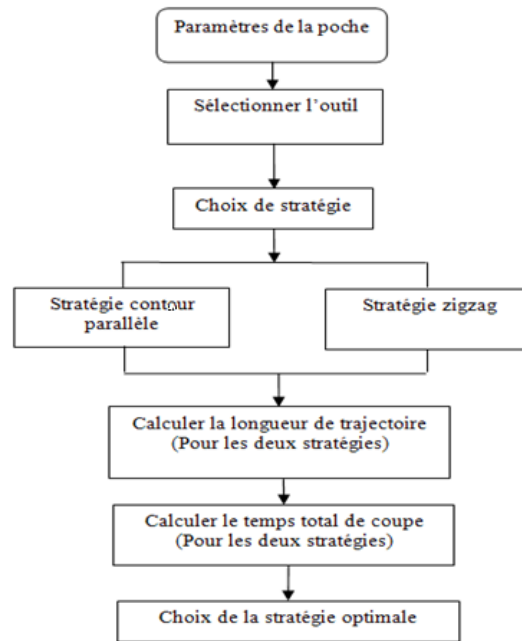 Paramètres de la poche
Sélectionner l'outil
Choix de stratégie
Stratégie contour
parallèle
Stratégie zigzag
Calculer la longueur de trajectoire
(Pour les deux stratégies)
Calculer le temps total de coupe
(Pour les deux stratégies)
Choix de la stratégie optimale